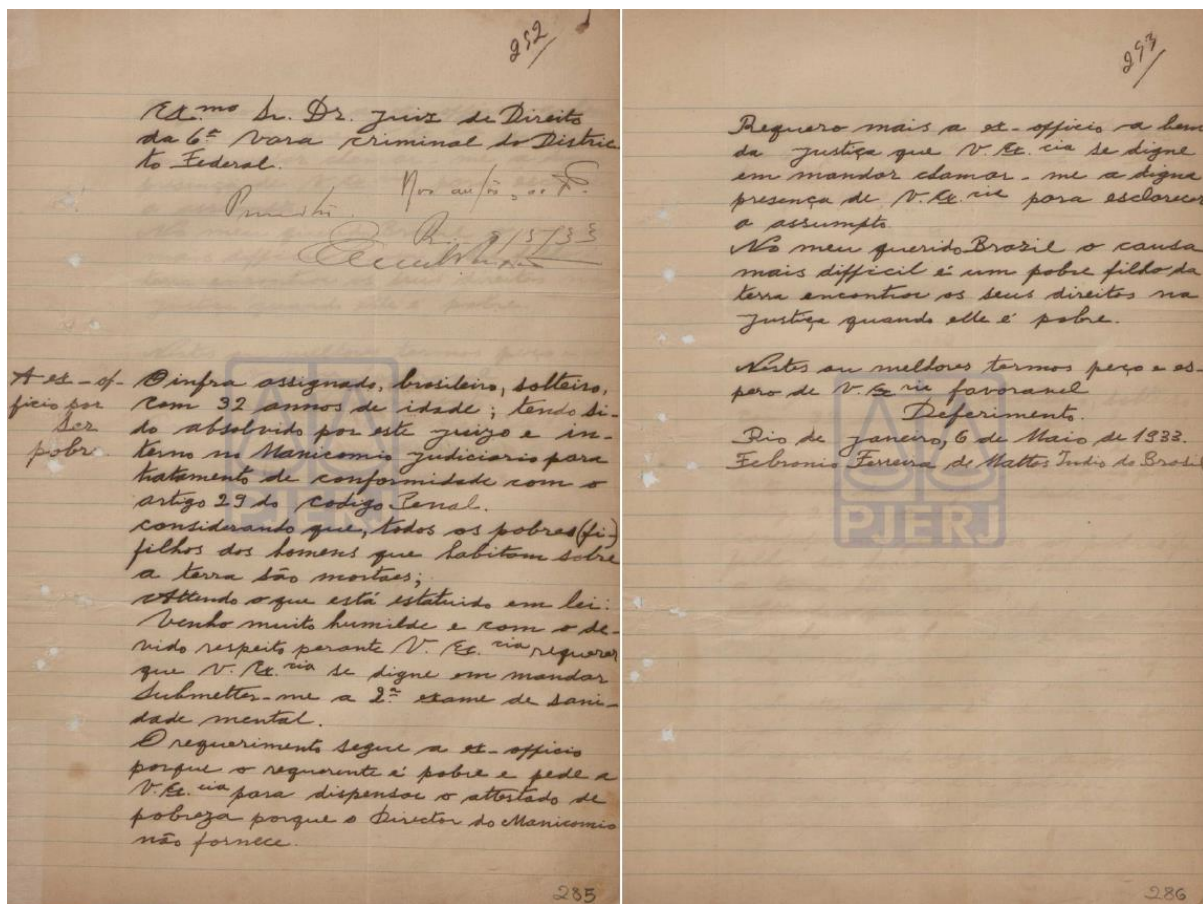 252
Ex.mo Sr. Dr. Juiz de Direito
da 6ª Vara criminal do Distric
to Federal.
A ex-of-
ficio por
ser
pobre
O infra assignado, brasileiro, solteiro,
com 32 annos de idade; tendo si-
do absolvido por este juizo e in-
terno no Manicomio judiciario para
tratamento de conformidade com o
artigo 29 do codigo Penal.
considerando que, todos os pobres (fi-)
filhos dos homens que habitam sobre
a terra são mortaes;
Attendo o que está estatuido em lei:
Venho muito humilde e com o de-
vido respeito perante V. Ex.cia requerer
que V. Ex.cia se digne em mandar
submetter-me a 2º exame de sani-
dade mental.
O requerimento segue a ex-officio
porque o requerente é pobre e pede a
V. Ex.cia para dispensar o attestado de
pobreza porque o Director do Manicomio
não fornece.
285
PJERJ
253
Requero mais a ex-officio a bem
da justiça que V. Ex.cia se digne
em mandar chamar-me a digna
presença de V. Ex.cia para esclarecer
o assumpto.
No meu querido Brazil o causa
mais difficil é um pobre filho da
terra encontrar os seus direitos na
justiça quando elle é pobre.
Nestes ou melhores termos peço e es-
pero de V. Ex.cia favoravel
Deferimento.
Rio de janeiro, 6 de Maio de 1933.
Febronio Ferreira de Mattos Indio do Brasil
PJERJ
286